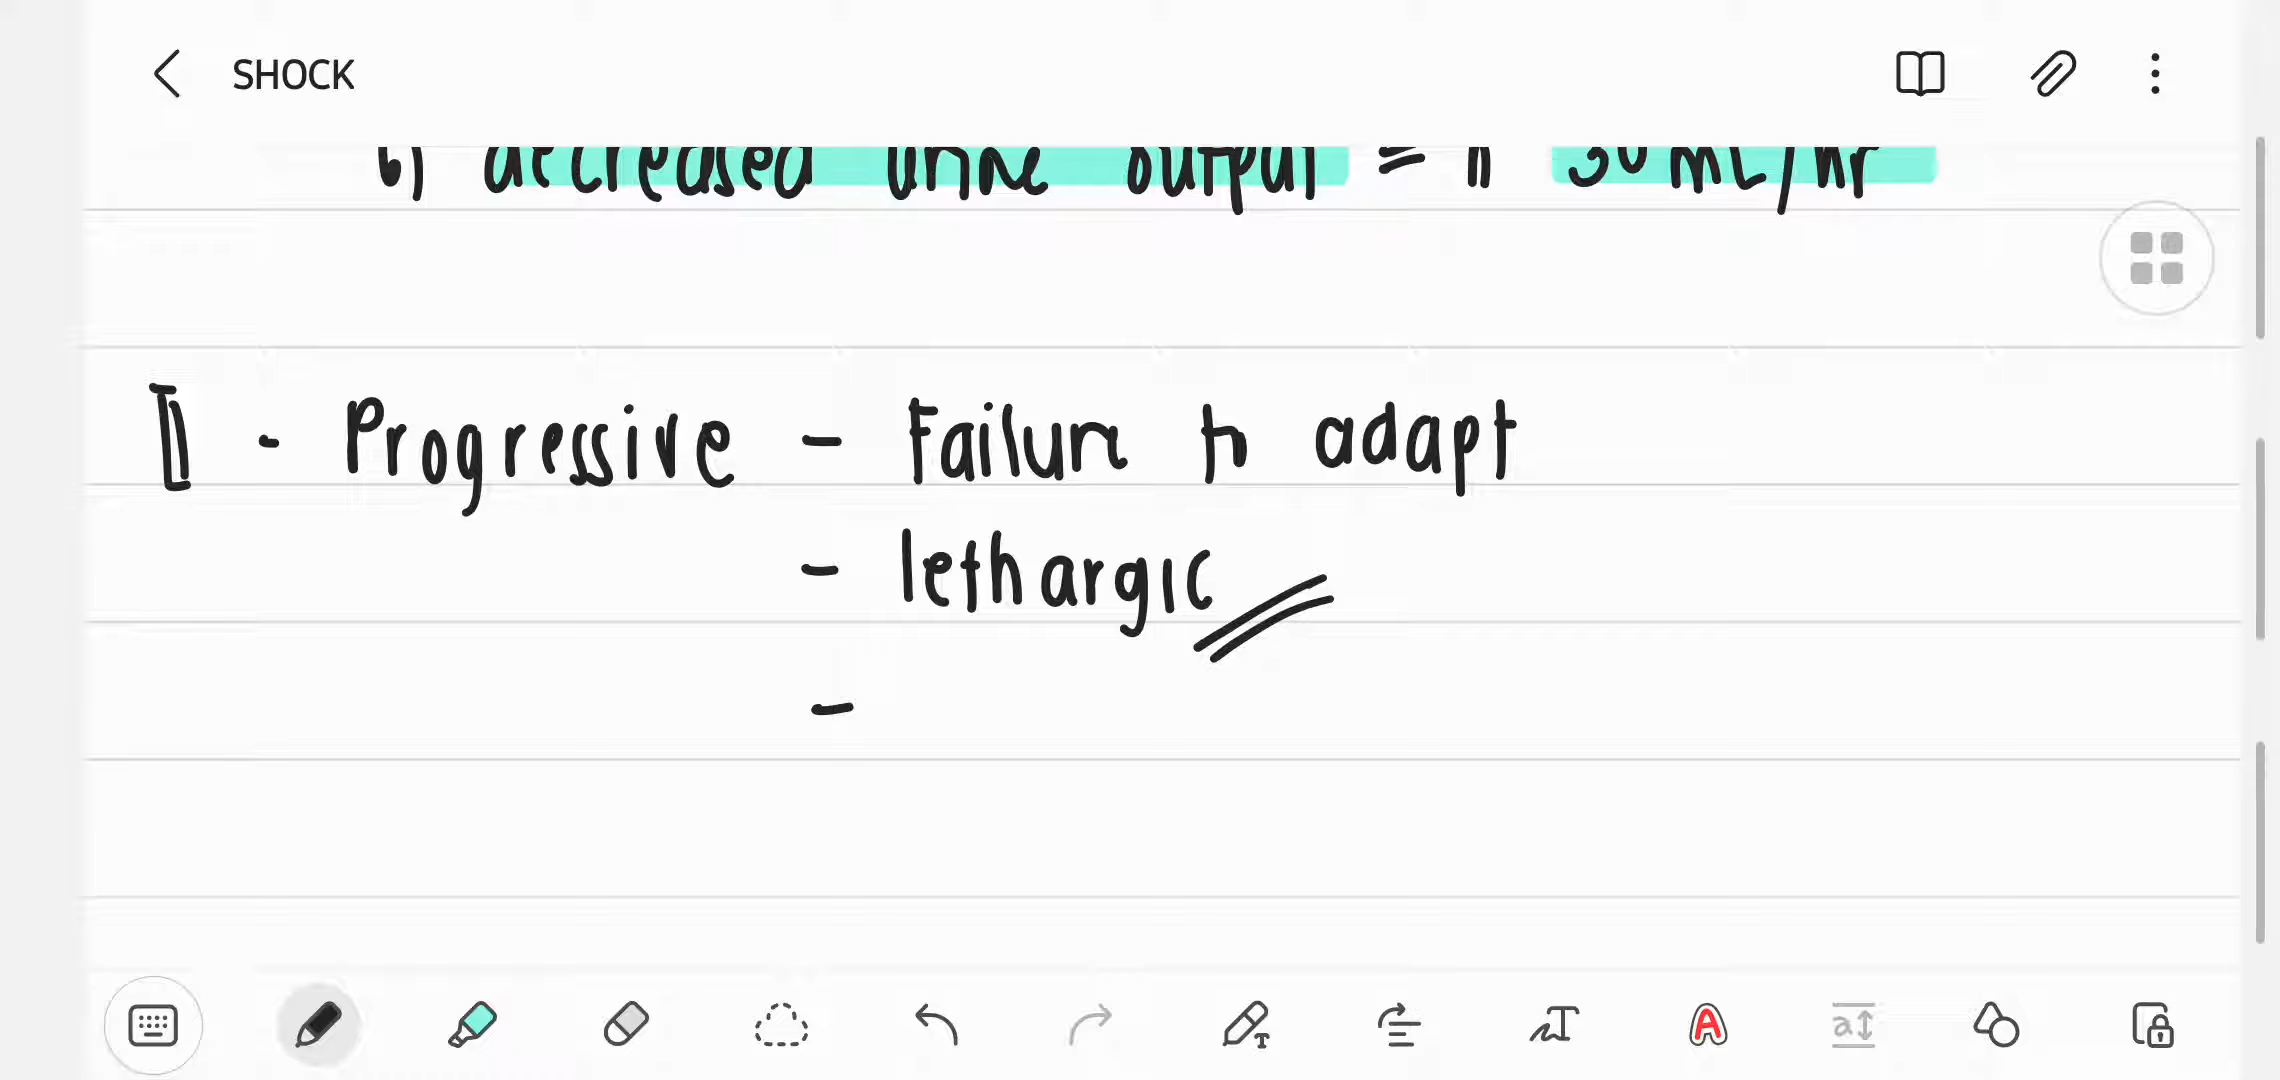 SHOCK
6) decreased urine output = n 30 mL/hr
II - Progressive - Failure to adapt
- lethargic
-